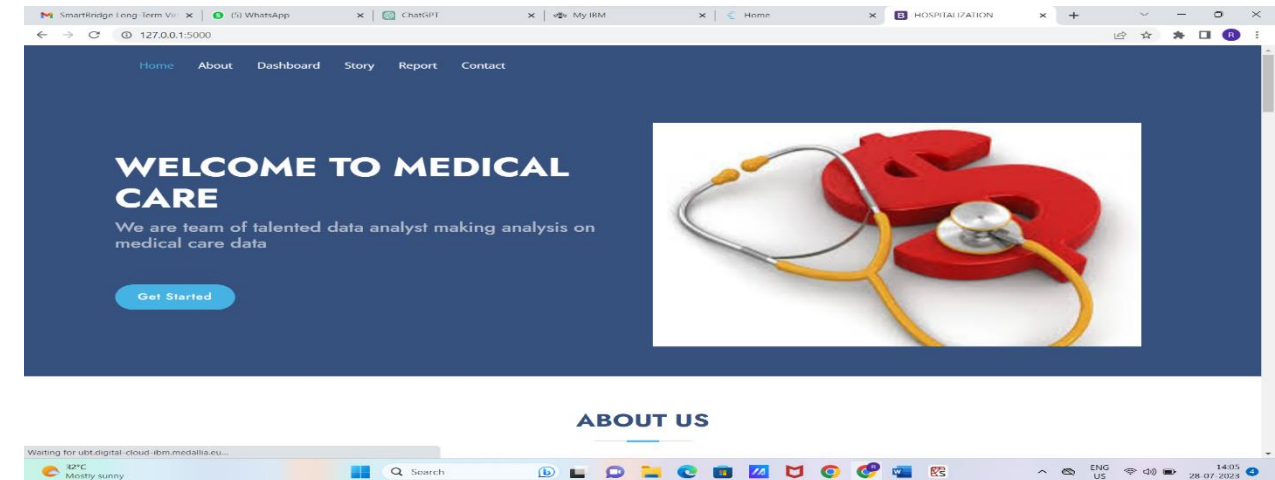 SmartBridge Long-Term Vir
(5) WhatsApp
ChatGPT
My IRM
Home
HOSPITALIZATION
127.0.0.1:5000
R
Home About Dashboard Story Report Contact
WELCOME TO MEDICAL
CARE
We are team of talented data analyst making analysis on
medical care data
Get Started
ABOUT US
Waiting for ubt.digital-cloud-ibm.medallia.eu...
32°C
Mostly sunny
Search
ENG
US
14:05
28-07-2023
4